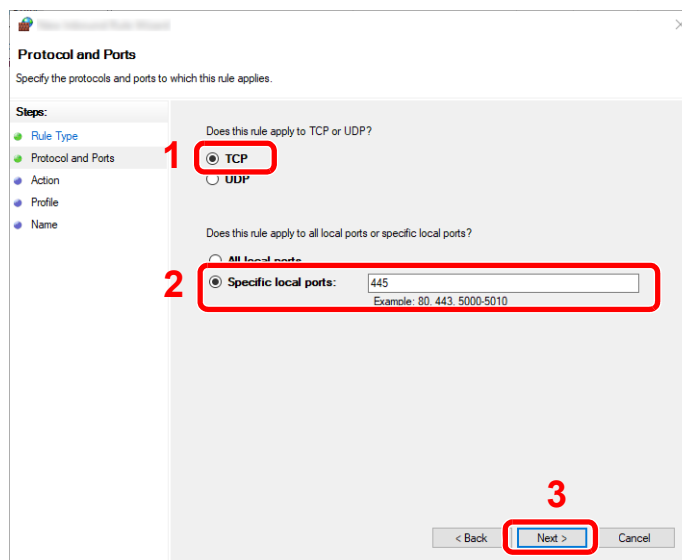 Protocol and Ports
Specify the protocols and ports to which this rule applies.
Steps:
Rule Type
Protocol and Ports
Action
Profile
Name
Does this rule apply to TCP or UDP?
1
TCP
UDP
Does this rule apply to all local ports or specific local ports?
All local ports
2
Specific local ports:
445
Example: 80, 443, 5000-5010
3
< Back
Next >
Cancel